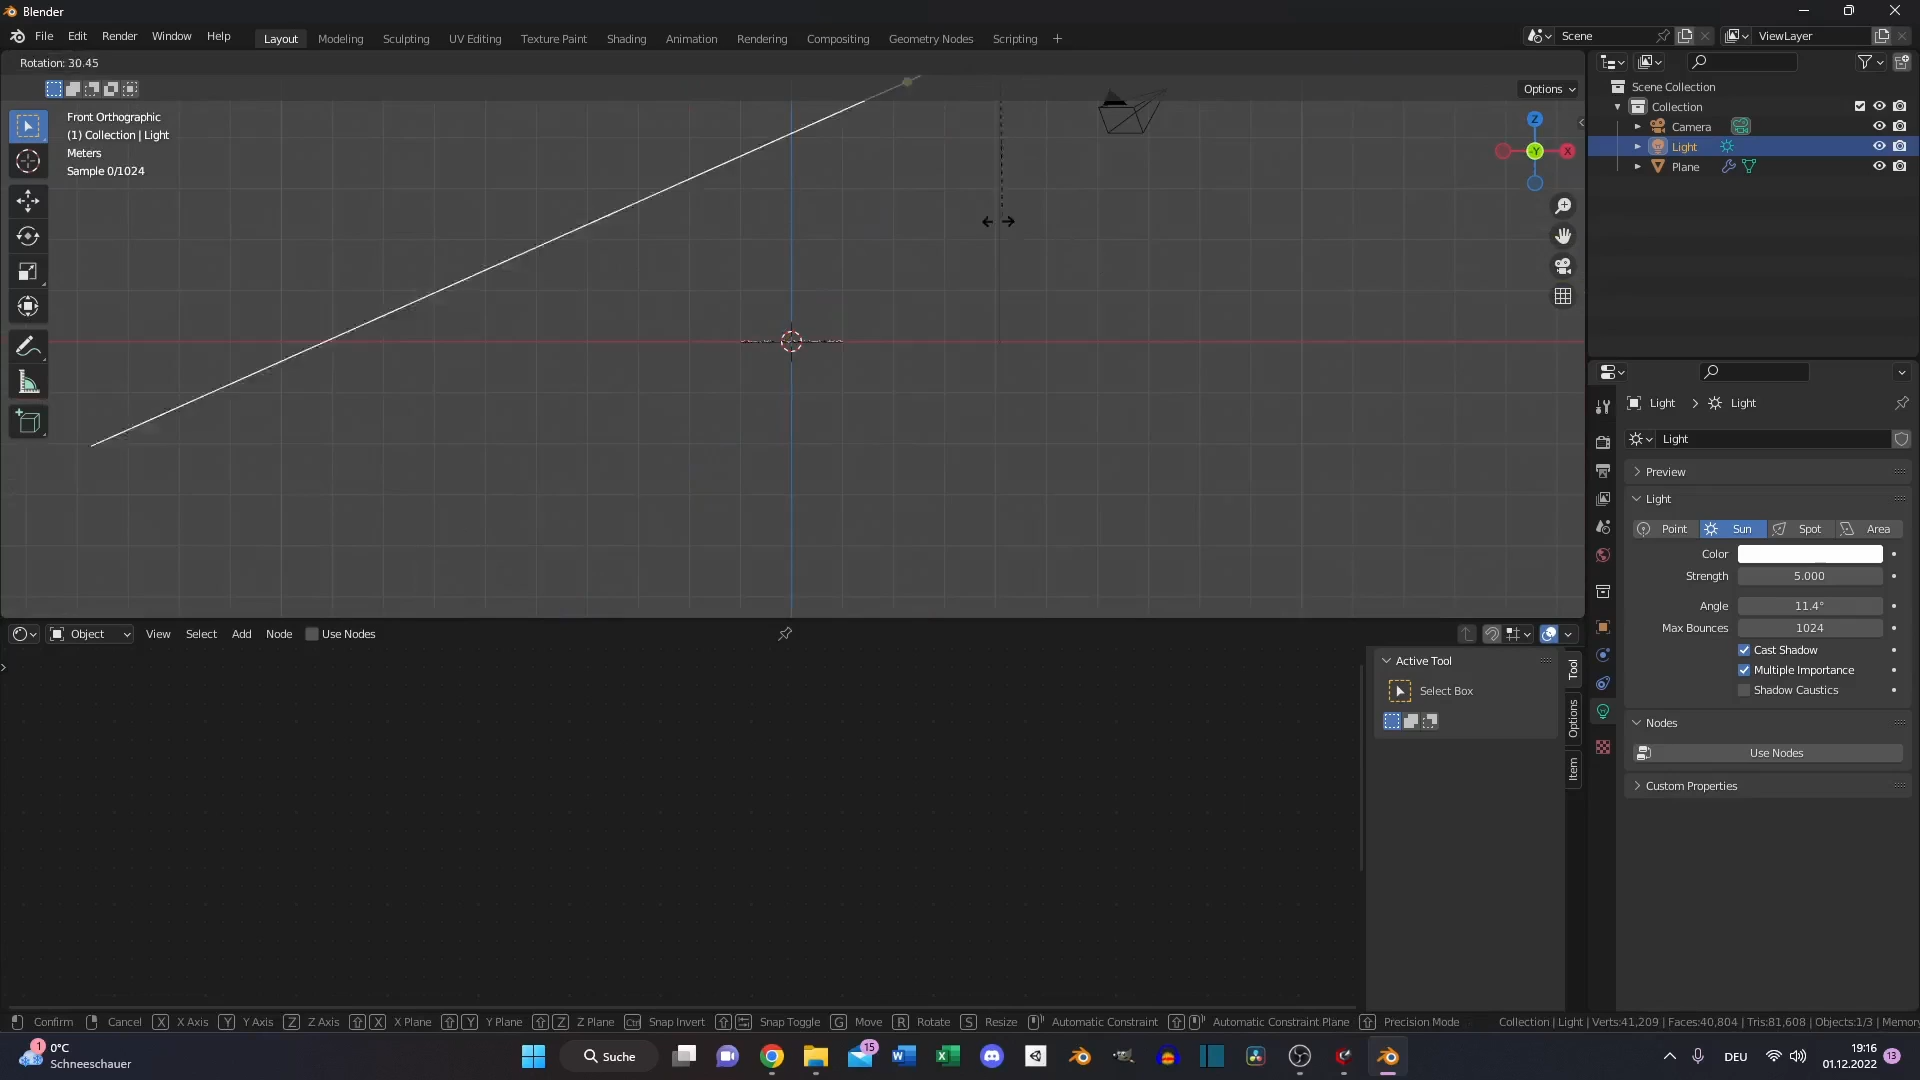 Blender
File Edit Render Window Help Layout Modeling Sculpting UV Editing Texture Paint Shading Animation Rendering Compositing Geometry Nodes Scripting + Scene ViewLayer
Rotation: 30.45
Options
Front Orthographic
(1) Collection | Light
Meters
Sample 0/1024
Z
-Y X
Scene Collection
Collection
Camera
Light
Plane
Light > Light
Light
Preview
Light
Point Sun Spot Area
Color
Strength 5.000
Angle 11.4°
Max Bounces 1024
Cast Shadow
Multiple Importance
Shadow Caustics
Nodes
Use Nodes
Custom Properties
Object View Select Add Node Use Nodes
Active Tool
Select Box
Tool
Options
Item
Confirm Cancel X X Axis Y Y Axis Z Z Axis X X Plane Y Y Plane Z Z Plane Ctrl Snap Invert Snap Toggle G Move R Rotate S Resize Automatic Constraint Automatic Constraint Plane Precision Mode Collection | Light | Verts:41,209 | Faces:40,804 | Tris:81,608 | Objects:1/3 | Memory
1 0°C
Schneeschauer
Suche
15
DEU
19:16
01.12.2022
13